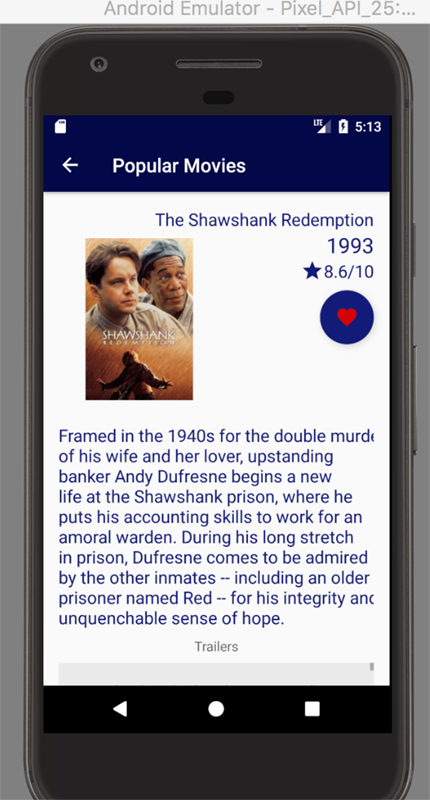 Android Emulator - Pixel_API_25:...
LTE 5:13
Popular Movies
The Shawshank Redemption
1993
8.6/10
SHAWSHANK
REDEMPTION
Framed in the 1940s for the double murde
of his wife and her lover, upstanding
banker Andy Dufresne begins a new
life at the Shawshank prison, where he
puts his accounting skills to work for an
amoral warden. During his long stretch
in prison, Dufresne comes to be admired
by the other inmates -- including an older
prisoner named Red -- for his integrity and
unquenchable sense of hope.
Trailers